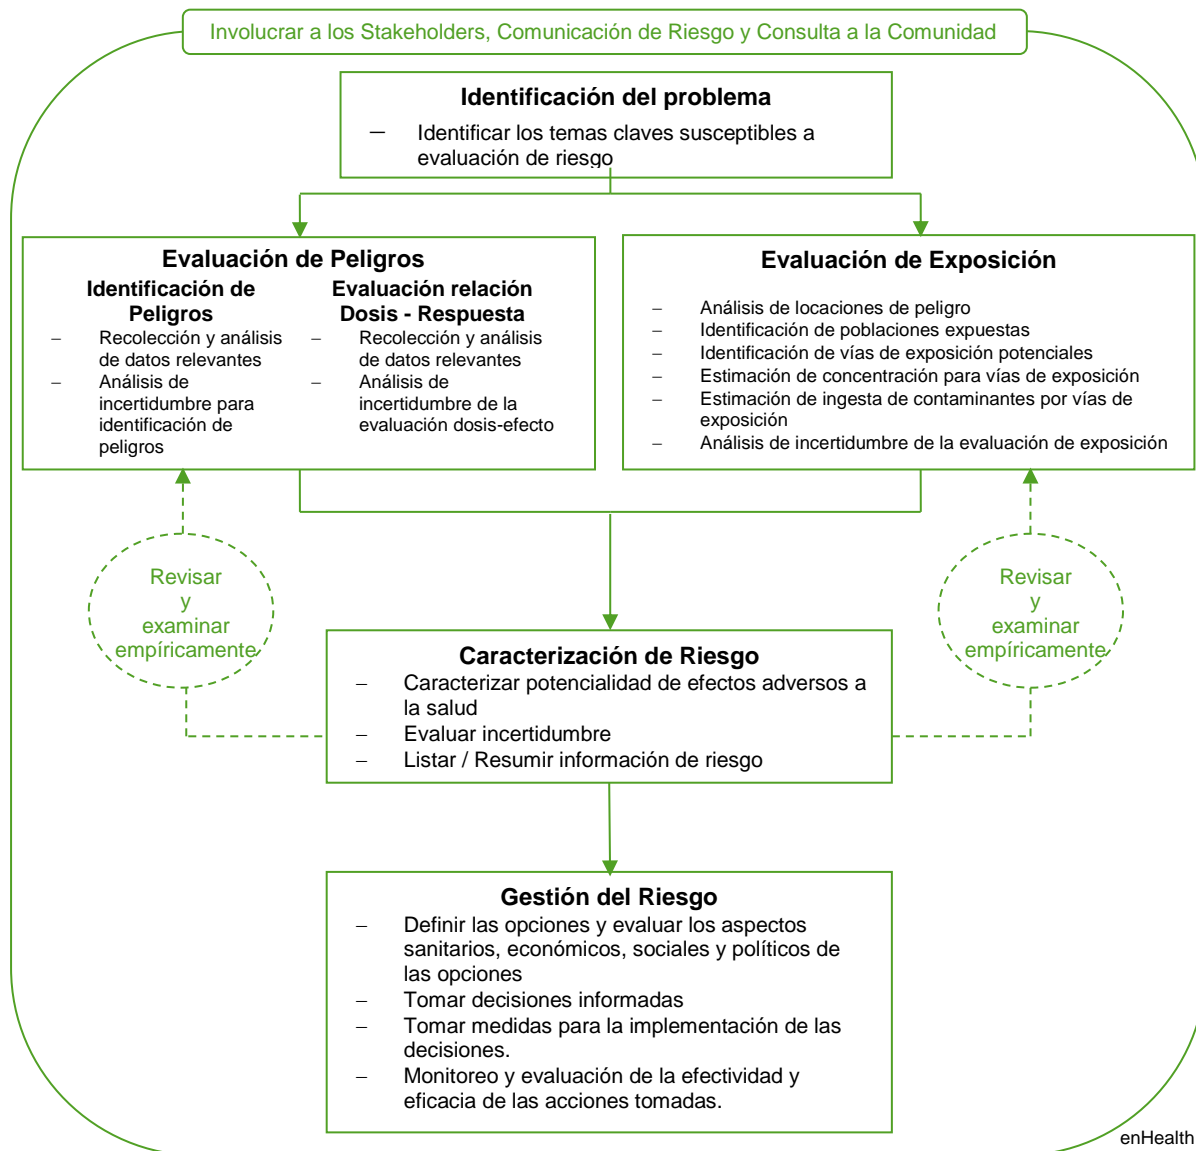 Involucrar a los Stakeholders, Comunicación de Riesgo y Consulta a la Comunidad
Identificación del problema
– Identificar los temas claves susceptibles a
evaluación de riesgo
Evaluación de Peligros
Identificación de
Peligros
– Recolección y análisis
de datos relevantes
– Análisis de
incertidumbre para
identificación de
peligros
Evaluación relación
Dosis - Respuesta
– Recolección y análisis
de datos relevantes
– Análisis de
incertidumbre de la
evaluación dosis-efecto
Evaluación de Exposición
– Análisis de locaciones de peligro
– Identificación de poblaciones expuestas
– Identificación de vías de exposición potenciales
– Estimación de concentración para vías de exposición
– Estimación de ingesta de contaminantes por vías de
exposición
– Análisis de incertidumbre de la evaluación de exposición
Revisar
y
examinar
empíricamente
Revisar
y
examinar
empíricamente
Caracterización de Riesgo
– Caracterizar potencialidad de efectos adversos a
la salud
– Evaluar incertidumbre
– Listar / Resumir información de riesgo
Gestión del Riesgo
– Definir las opciones y evaluar los aspectos
sanitarios, económicos, sociales y políticos de
las opciones
– Tomar decisiones informadas
– Tomar medidas para la implementación de las
decisiones.
– Monitoreo y evaluación de la efectividad y
eficacia de las acciones tomadas.
enHealth